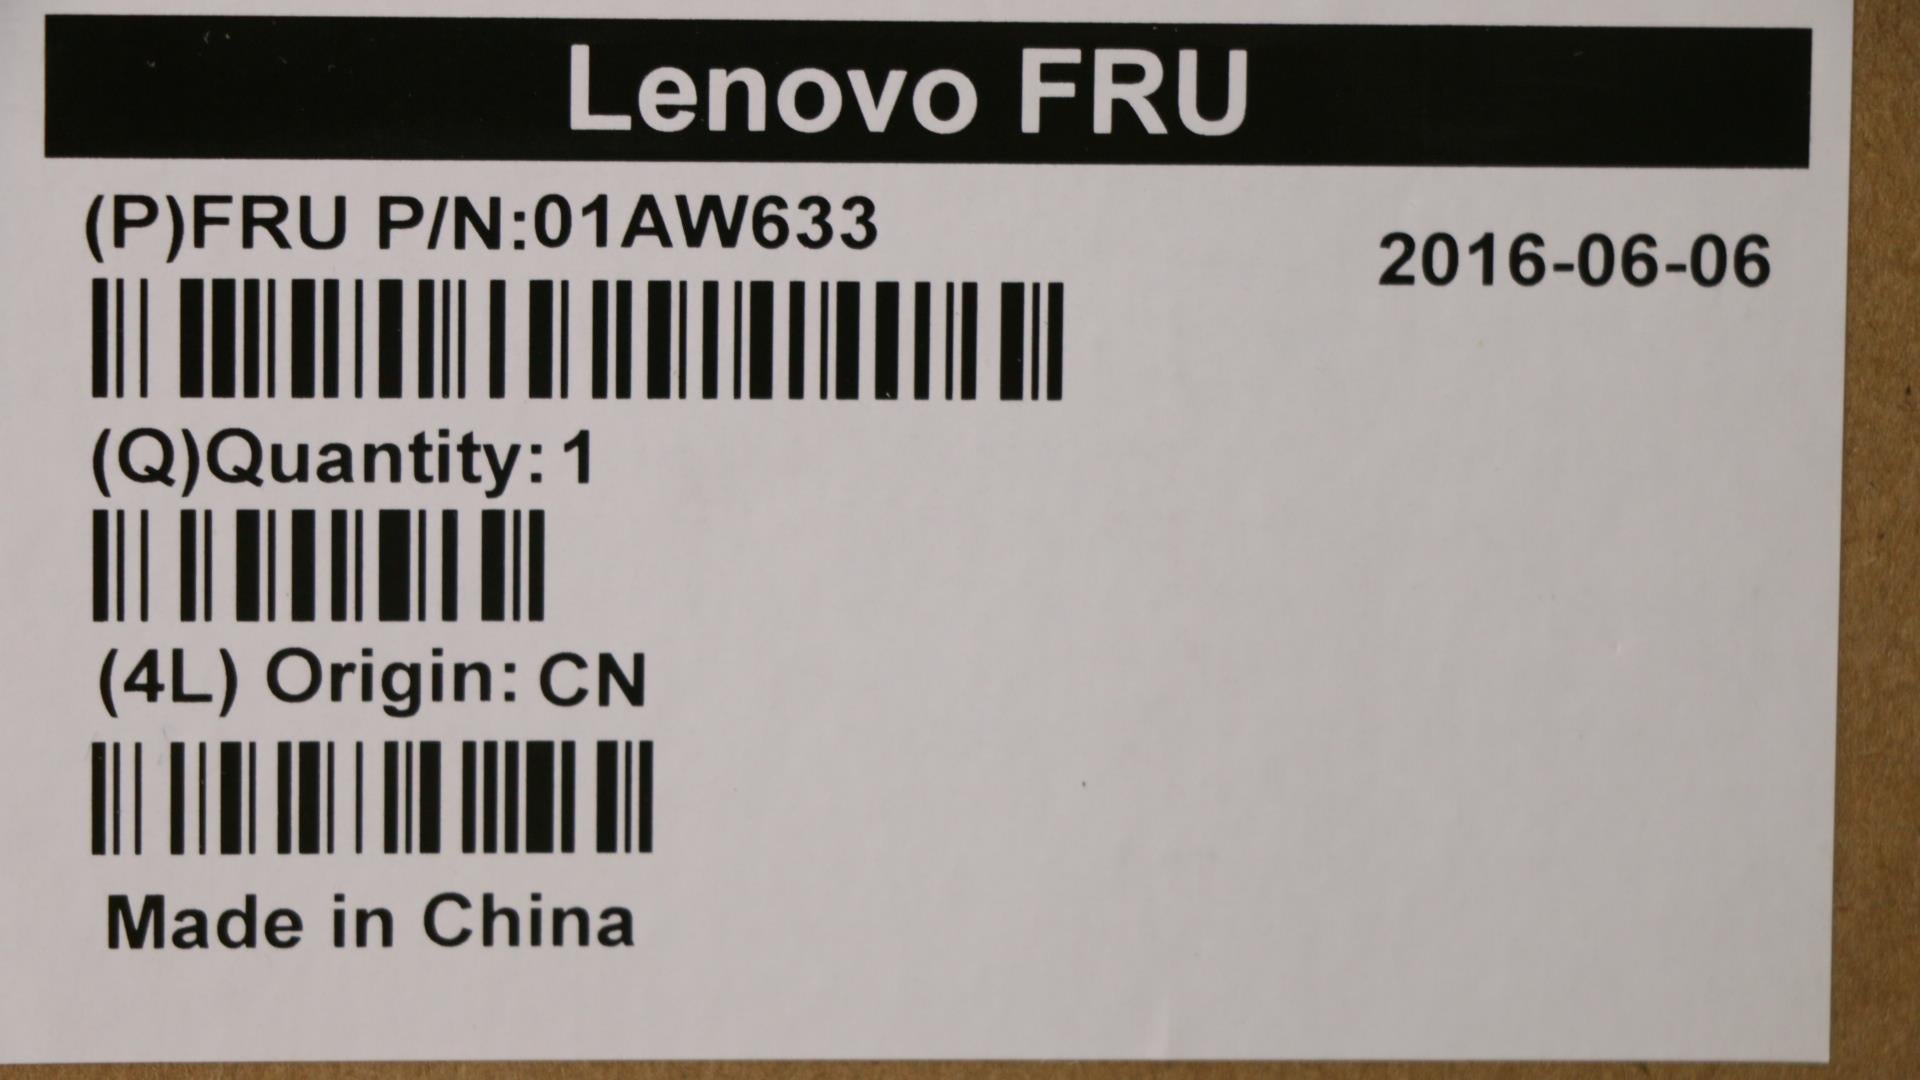 Lenovo FRU
(P)FRU P/N:01AW633
2016-06-06
(Q)Quantity: 1
(4L) Origin: CN
Made in China